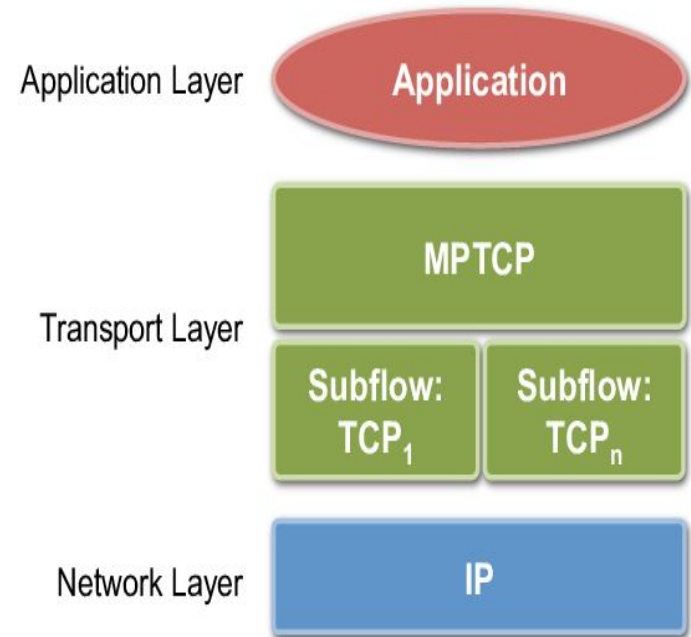 Application Layer
Application
MPTCP
Transport Layer
Subflow:
TCP1
Subflow:
TCPn
Network Layer
IP